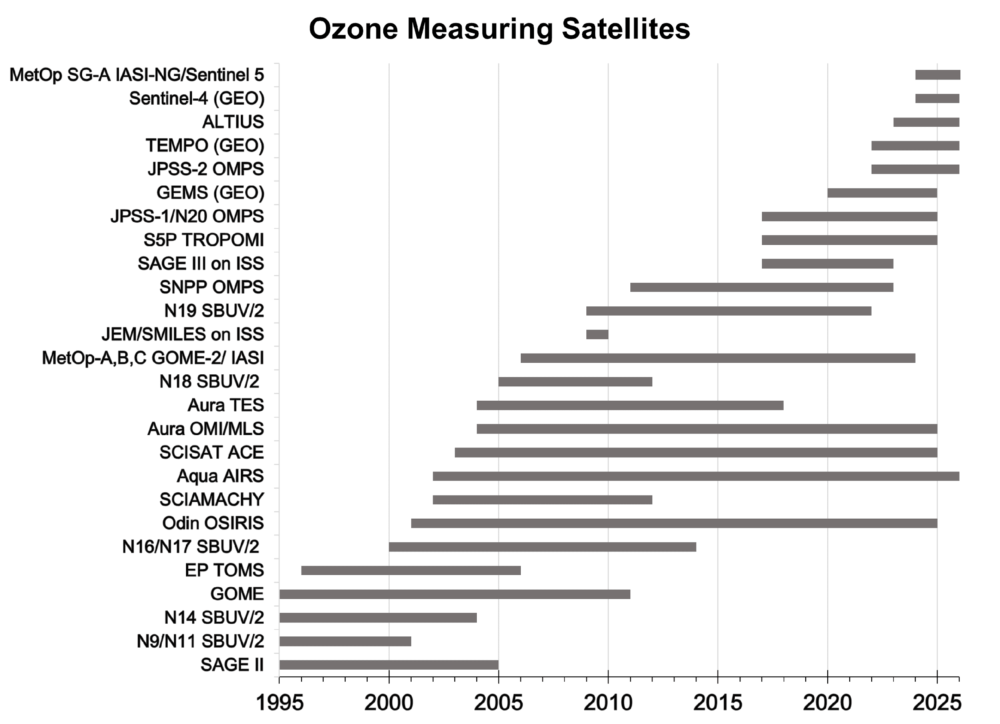 Ozone Measuring Satellites
MetOp SG-A IASI-NG/Sentinel 5
Sentinel-4 (GEO)
ALTIUS
TEMPO (GEO)
JPSS-2 OMPS
GEMS (GEO)
JPSS-1/N20 OMPS
S5P TROPOMI
SAGE III on ISS
SNPP OMPS
N19 SBUV/2
JEM/SMILES on ISS
MetOp-A,B,C GOME-2/ IASI
N18 SBUV/2
Aura TES
Aura OMI/MLS
SCISAT ACE
Aqua AIRS
SCIAMACHY
Odin OSIRIS
N16/N17 SBUV/2
EP TOMS
GOME
N14 SBUV/2
N9/N11 SBUV/2
SAGE II
1995 2000 2005 2010 2015 2020 2025